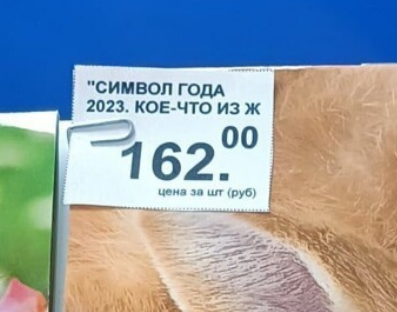 "СИМВОЛ ГОДА
2023. КОЕ-ЧТО ИЗ Ж
162.00
цена за шт (руб)